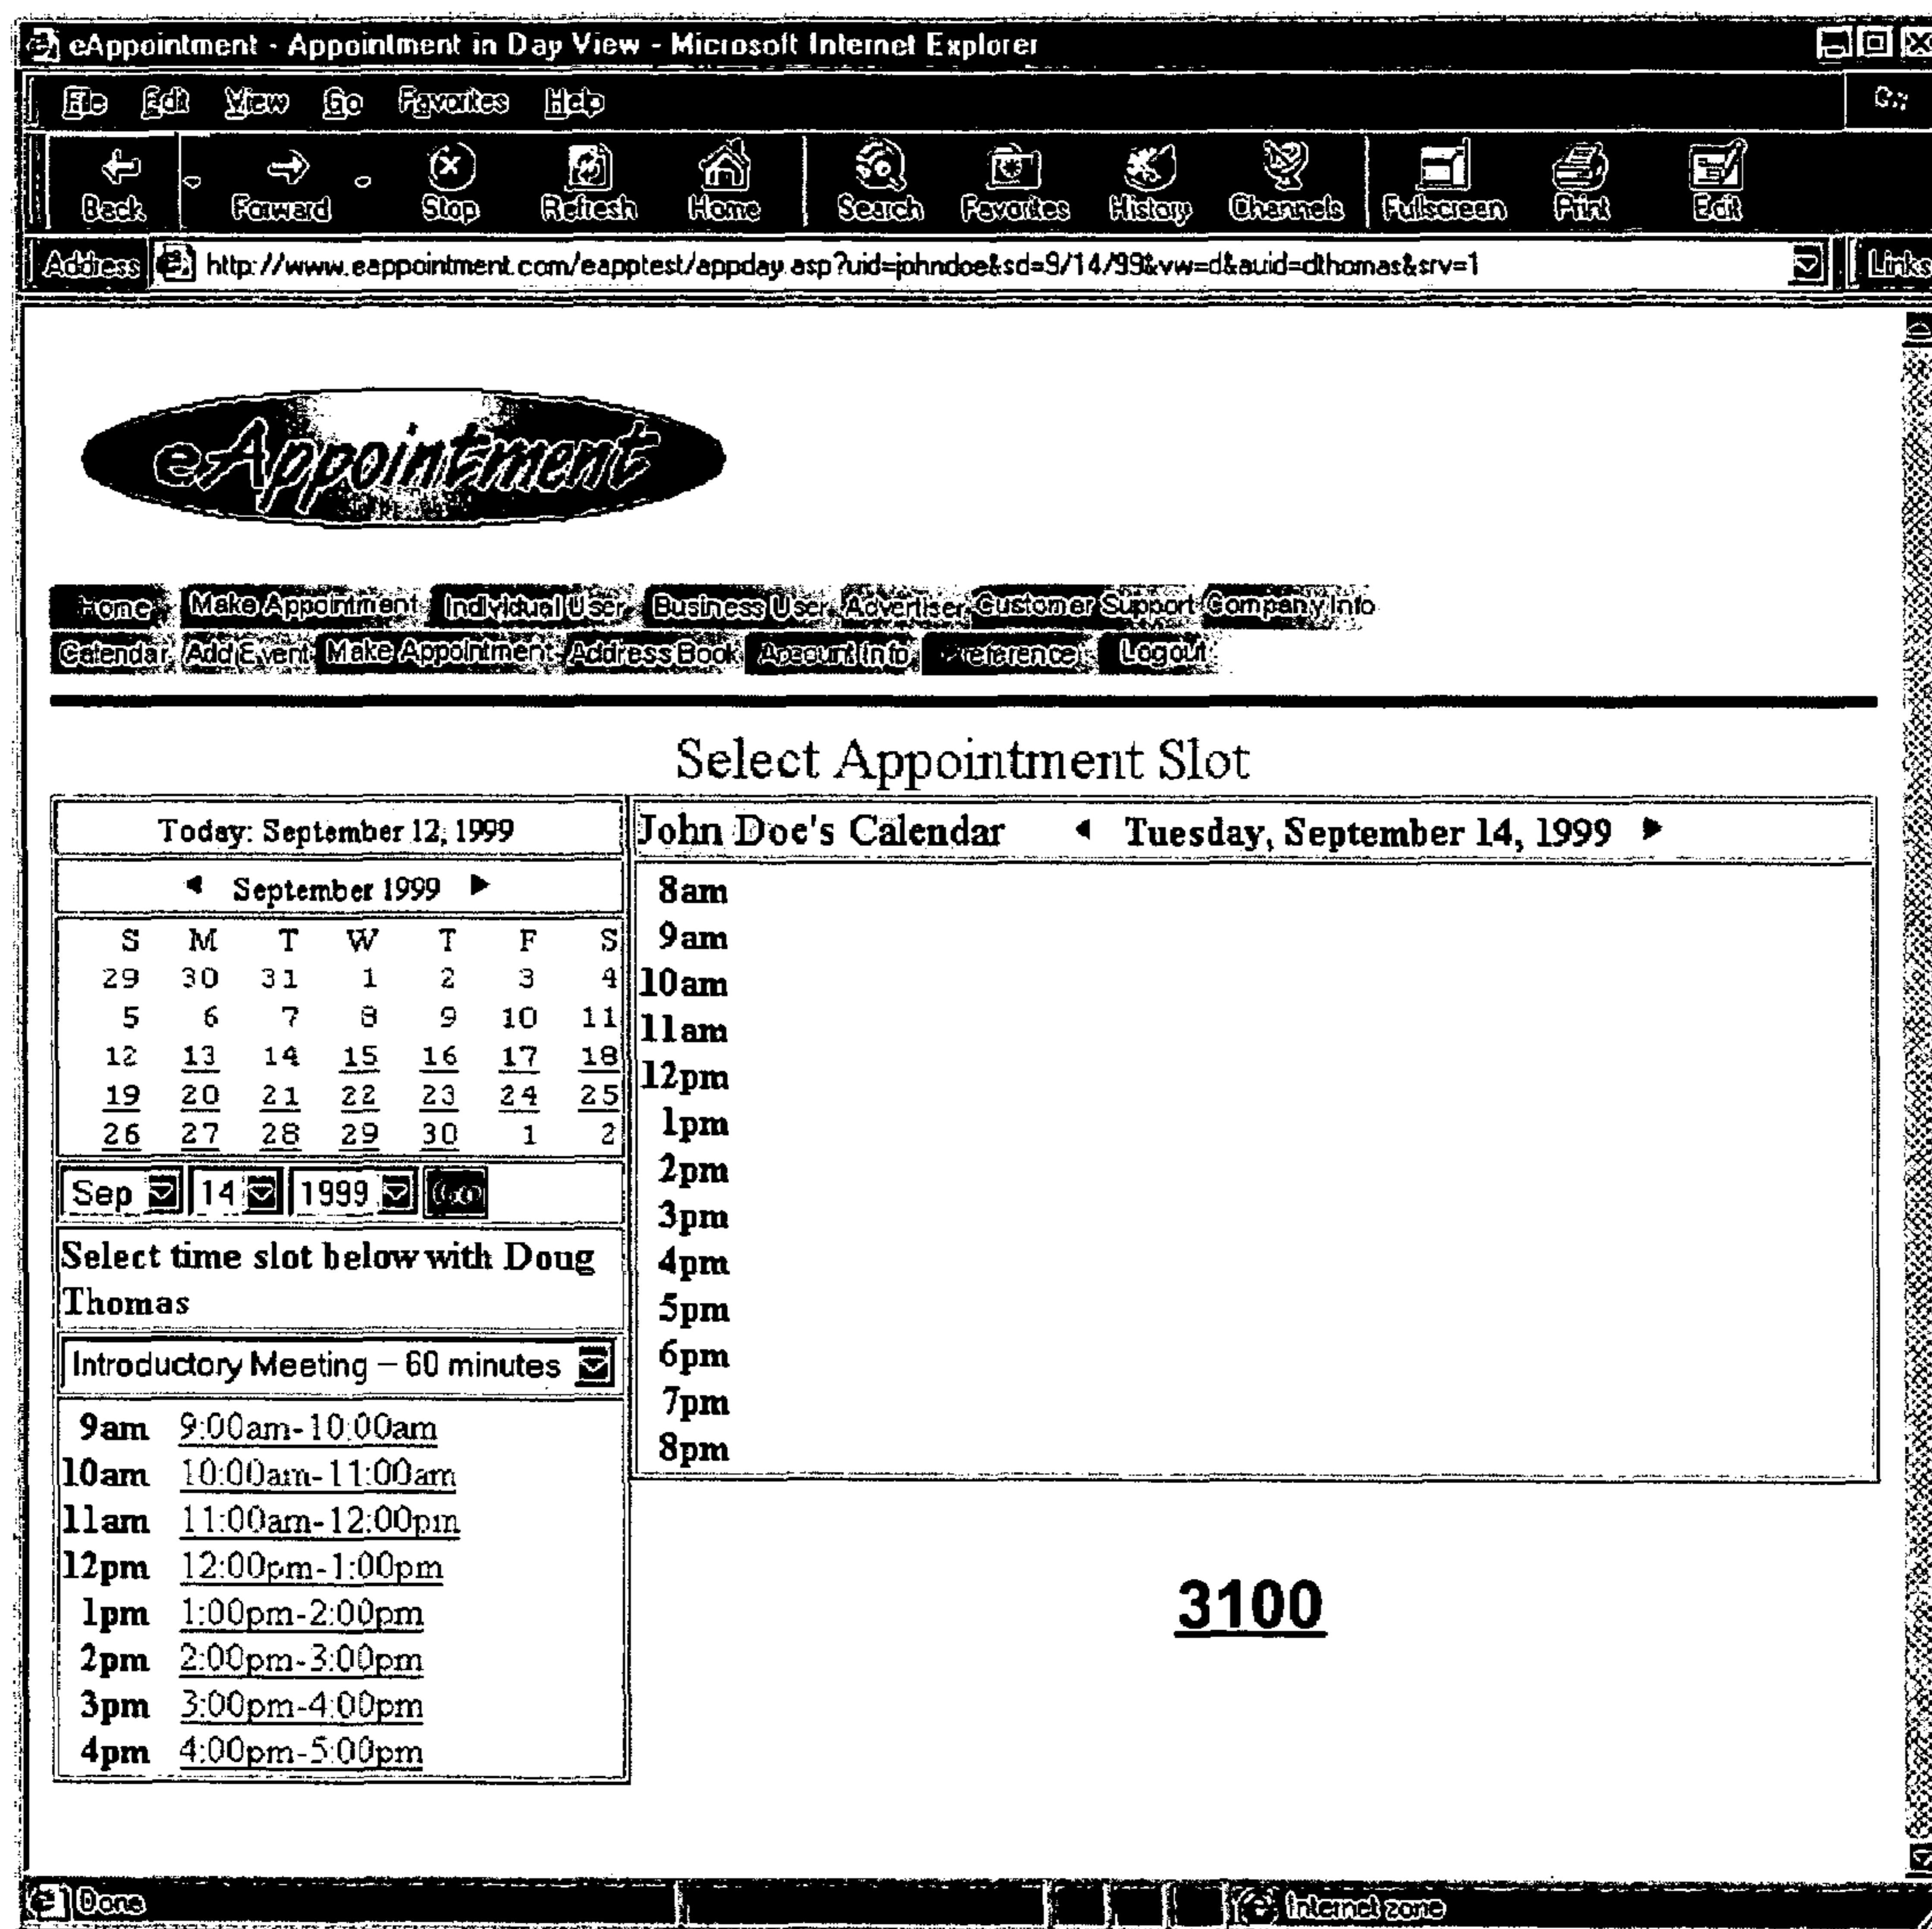 eAppointment - Appointment in Day View - Microsoft Internet Explorer
File Edit View Go Favorites Help
Back Forward Stop Refresh Home Search Favorites History Channels Fullscreen Print Edit
Address http://www.eappointment.com/eapptest/appday.asp?uid=johndoe&sd=9/14/99&vw=d&auid=dthomas&srv=1 Links
eAppointment
Home Make Appointment Individual User Business User Advertiser Customer Support Company Info
Calendar Add Event Make Appointment Address Book Account Info Preference Logout
Select Appointment Slot
Today: September 12, 1999
September 1999
S M T W T F S
29 30 31 1 2 3 4
5 6 7 8 9 10 11
12 13 14 15 16 17 18
19 20 21 22 23 24 25
26 27 28 29 30 1 2
Sep 14 1999 Go
Select time slot below with Doug
Thomas
Introductory Meeting – 60 minutes
9am 9:00am-10:00am
10am 10:00am-11:00am
11am 11:00am-12:00pm
12pm 12:00pm-1:00pm
1pm 1:00pm-2:00pm
2pm 2:00pm-3:00pm
3pm 3:00pm-4:00pm
4pm 4:00pm-5:00pm
John Doe's Calendar Tuesday, September 14, 1999
8am
9am
10am
11am
12pm
1pm
2pm
3pm
4pm
5pm
6pm
7pm
8pm
3100
Done Internet zone